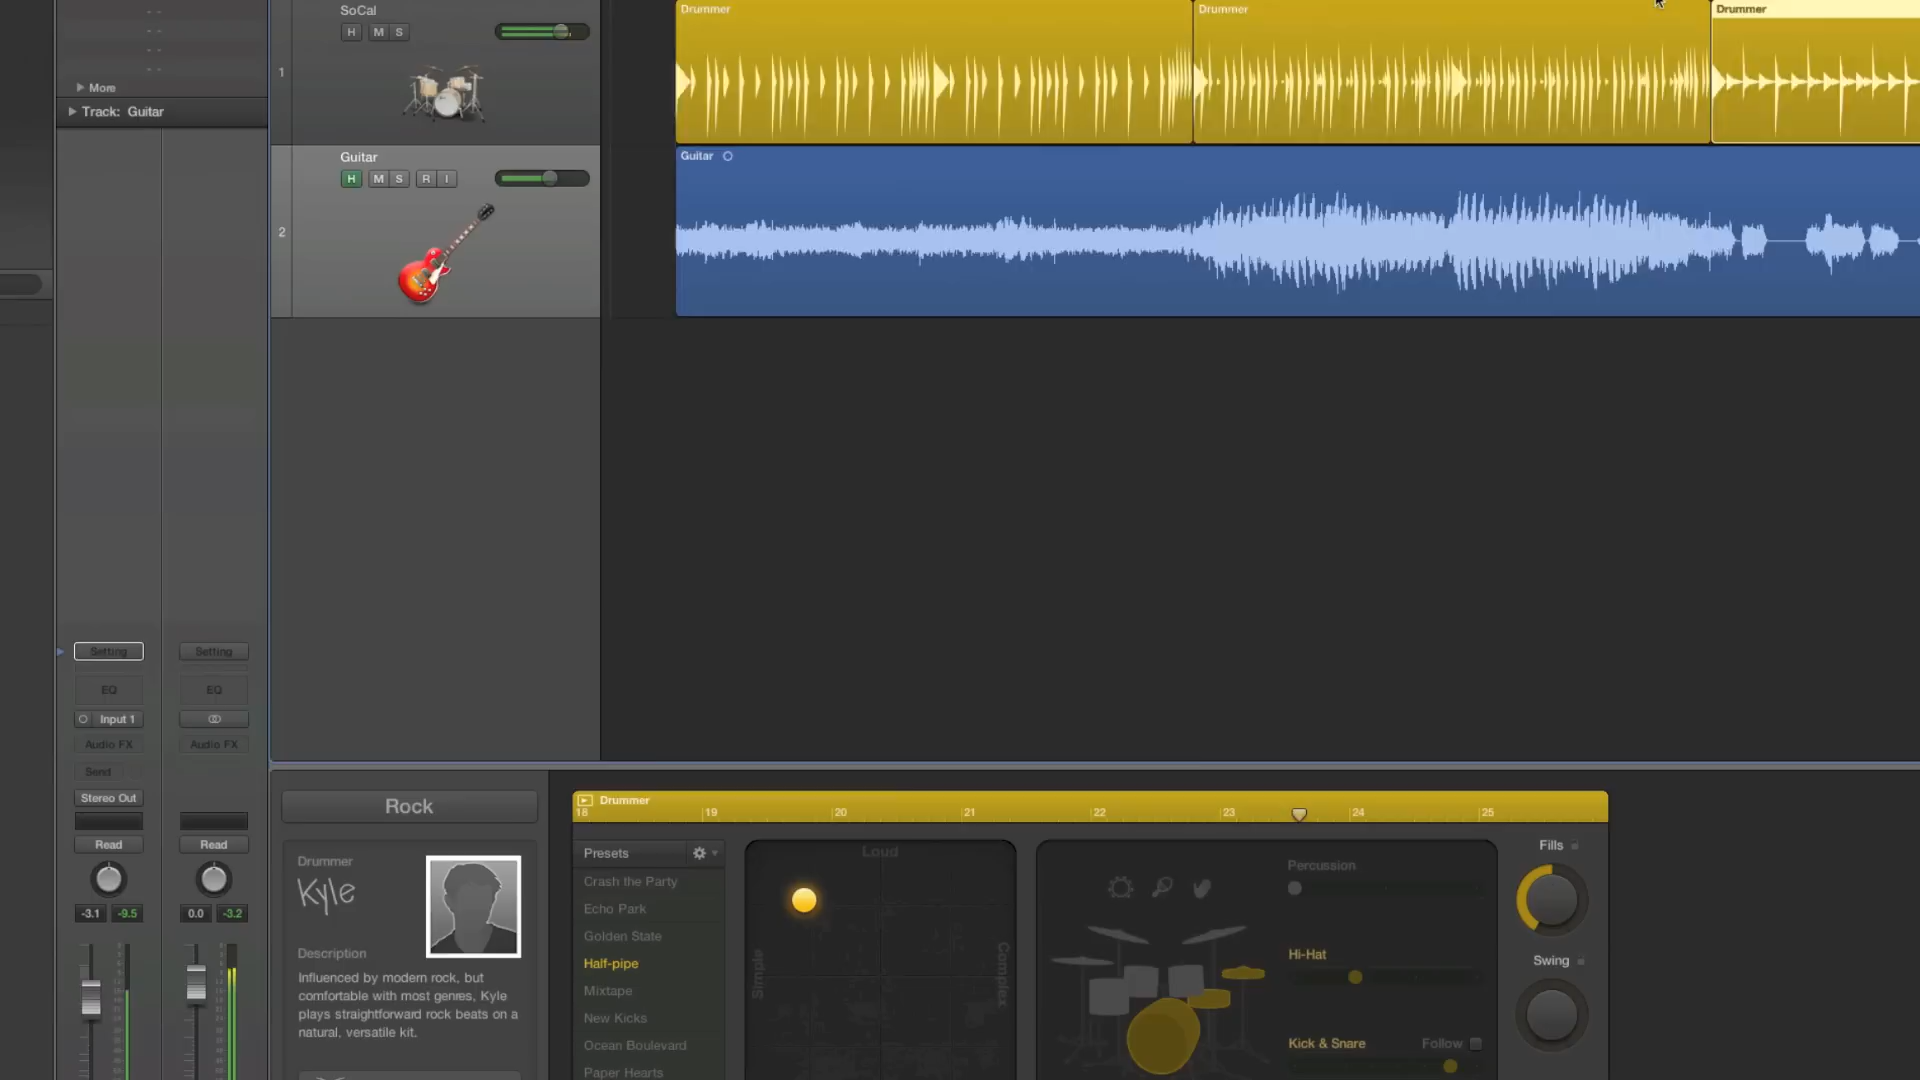 SoCal
H M S
1
More
Track: Guitar
Drummer
Drummer
Drummer
Guitar
H M S R I
2
Guitar
Setting
Setting
EQ
EQ
Input 1
Audio FX
Audio FX
Send
Stereo Out
Read
Read
-3.1 -9.5
0.0 -3.2
Rock
Drummer
Kyle
Description
Influenced by modern rock, but
comfortable with most genres, Kyle
plays straightforward rock beats on a
natural, versatile kit.
Drummer
18 19 20 21 22 23 24 25
Presets
Crash the Party
Echo Park
Golden State
Half-pipe
Mixtape
New Kicks
Ocean Boulevard
Paper Hearts
Loud
Simple
Complex
Percussion
Hi-Hat
Kick & Snare
Follow
Fills
Swing